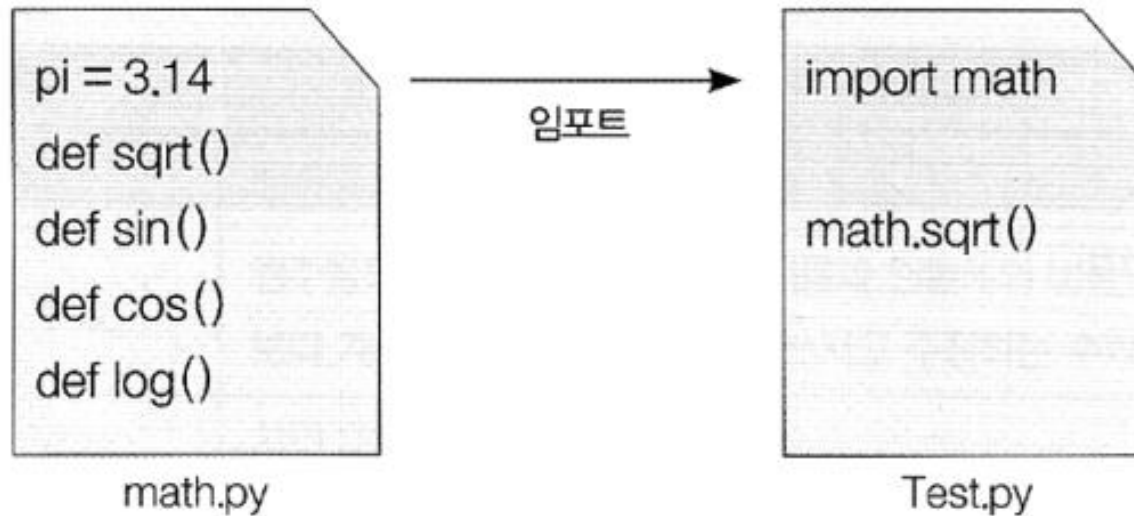 pi = 3.14
def sqrt()
def sin()
def cos()
def log()
math.py
임포트
import math
math.sqrt()
Test.py